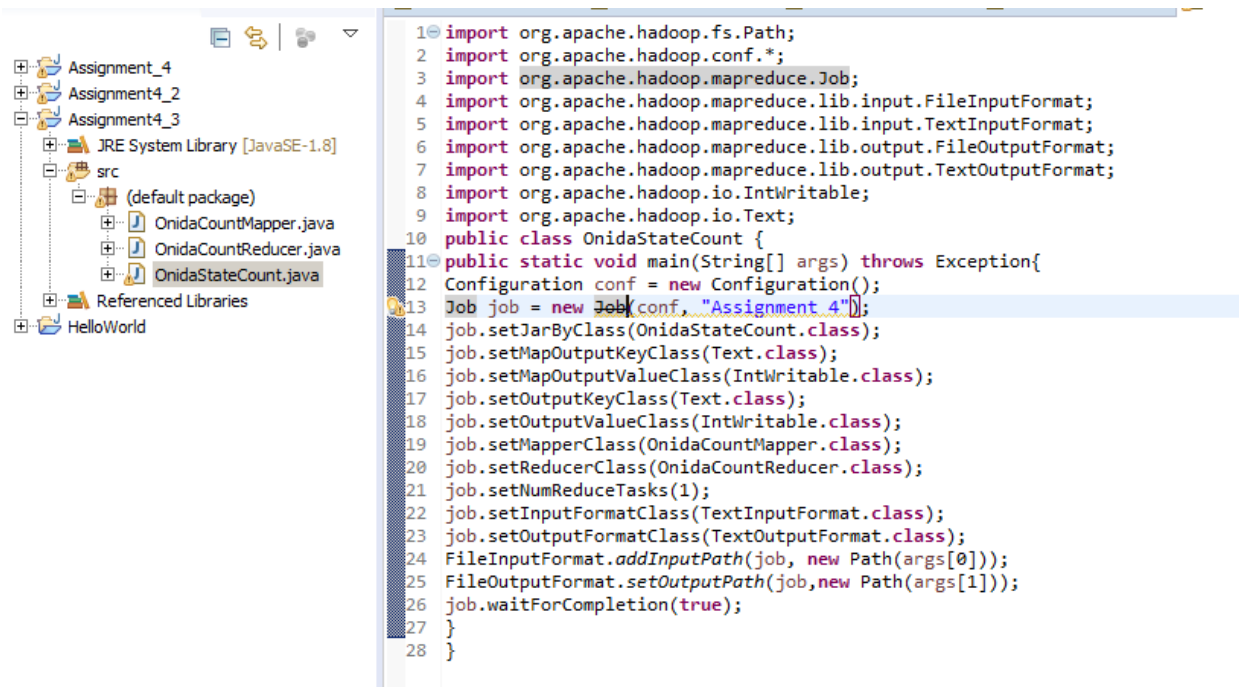 Assignment_4
Assignment4_2
Assignment4_3
JRE System Library [JavaSE-1.8]
src
(default package)
OnidaCountMapper.java
OnidaCountReducer.java
OnidaStateCount.java
Referenced Libraries
HelloWorld
1 import org.apache.hadoop.fs.Path;
2 import org.apache.hadoop.conf.*;
3 import org.apache.hadoop.mapreduce.Job;
4 import org.apache.hadoop.mapreduce.lib.input.FileInputFormat;
5 import org.apache.hadoop.mapreduce.lib.input.TextInputFormat;
6 import org.apache.hadoop.mapreduce.lib.output.FileOutputFormat;
7 import org.apache.hadoop.mapreduce.lib.output.TextOutputFormat;
8 import org.apache.hadoop.io.IntWritable;
9 import org.apache.hadoop.io.Text;
10 public class OnidaStateCount {
11 public static void main(String[] args) throws Exception{
12 Configuration conf = new Configuration();
13 Job job = new Job(conf, "Assignment 4");
14 job.setJarByClass(OnidaStateCount.class);
15 job.setMapOutputKeyClass(Text.class);
16 job.setMapOutputValueClass(IntWritable.class);
17 job.setOutputKeyClass(Text.class);
18 job.setOutputValueClass(IntWritable.class);
19 job.setMapperClass(OnidaCountMapper.class);
20 job.setReducerClass(OnidaCountReducer.class);
21 job.setNumReduceTasks(1);
22 job.setInputFormatClass(TextInputFormat.class);
23 job.setOutputFormatClass(TextOutputFormat.class);
24 FileInputFormat.addInputPath(job, new Path(args[0]));
25 FileOutputFormat.setOutputPath(job,new Path(args[1]));
26 job.waitForCompletion(true);
27 }
28 }